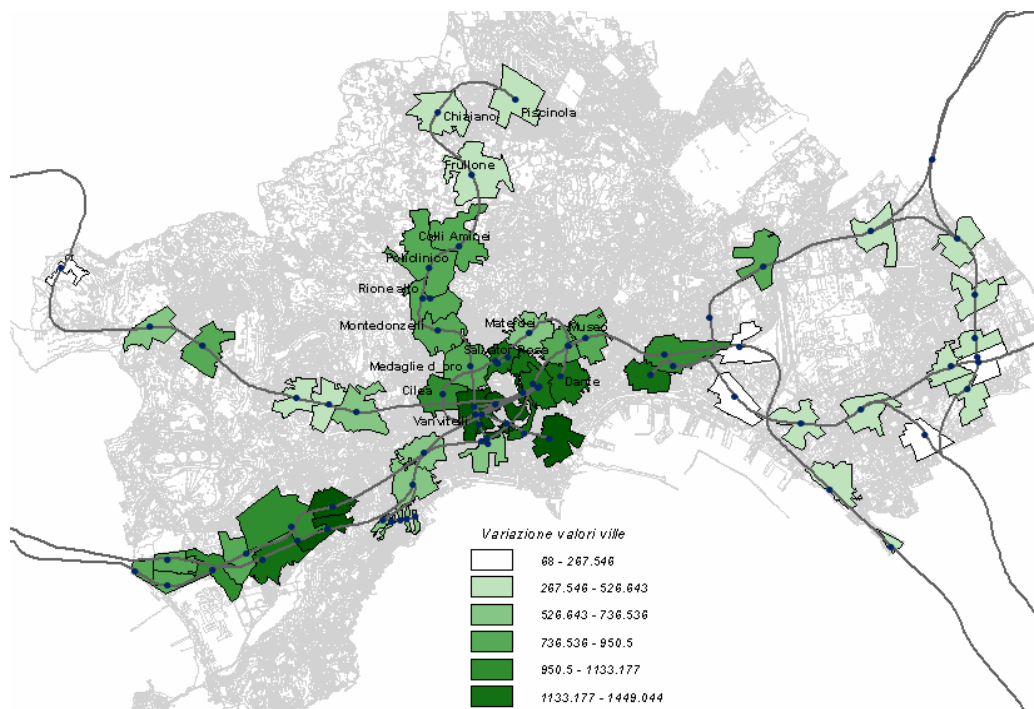 Chiaiano
Piscinola
Frullone
Colli Aminei
Policlinico
Rione alto
Montedonzelli
Materdei
Museo
Salvator Rosa
Medaglie d_oro
Cilea
Dante
Vanvitelli
Variazione valori ville
68 - 267.546
267.546 - 526.643
526.643 - 736.536
736.536 - 950.5
950.5 - 1133.177
1133.177 - 1449.044